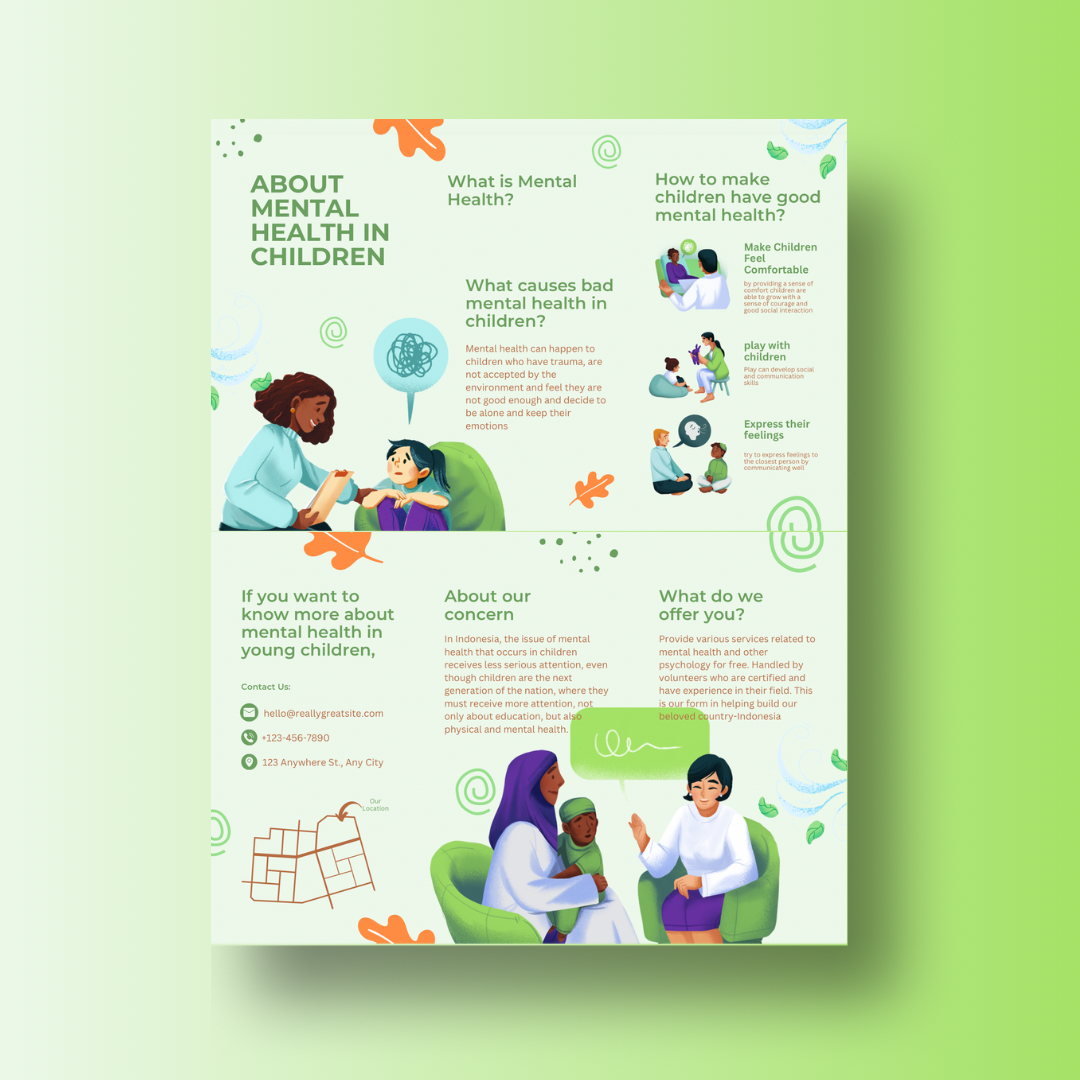 ABOUT
MENTAL
HEALTH IN
CHILDREN
What is Mental
Health?
What causes bad
mental health in
children?
Mental health can happen to
children who have trauma, are
not accepted by the
environment and feel they are
not good enough and decide to
be alone and keep their
emotions
How to make
children have good
mental health?
Make Children
Feel
Comfortable
by providing a sense of
comfort children are
able to grow with a
sense of courage and
good social interaction
play with
children
Play can develop social
and communication
skills
Express their
feelings
try to express feelings to
the closest person by
communicating well
If you want to
know more about
mental health in
young children,
Contact Us:
hello@reallygreatsite.com
+123-456-7890
123 Anywhere St., Any City
Our
Location
About our
concern
In Indonesia, the issue of mental
health that occurs in children
receives less serious attention, even
though children are the next
generation of the nation, where they
must receive more attention, not
only about education, but also
physical and mental health.
What do we
offer you?
Provide various services related to
mental health and other
psychology for free. Handled by
volunteers who are certified and
have experience in their field. This
is our form in helping build our
beloved country-Indonesia